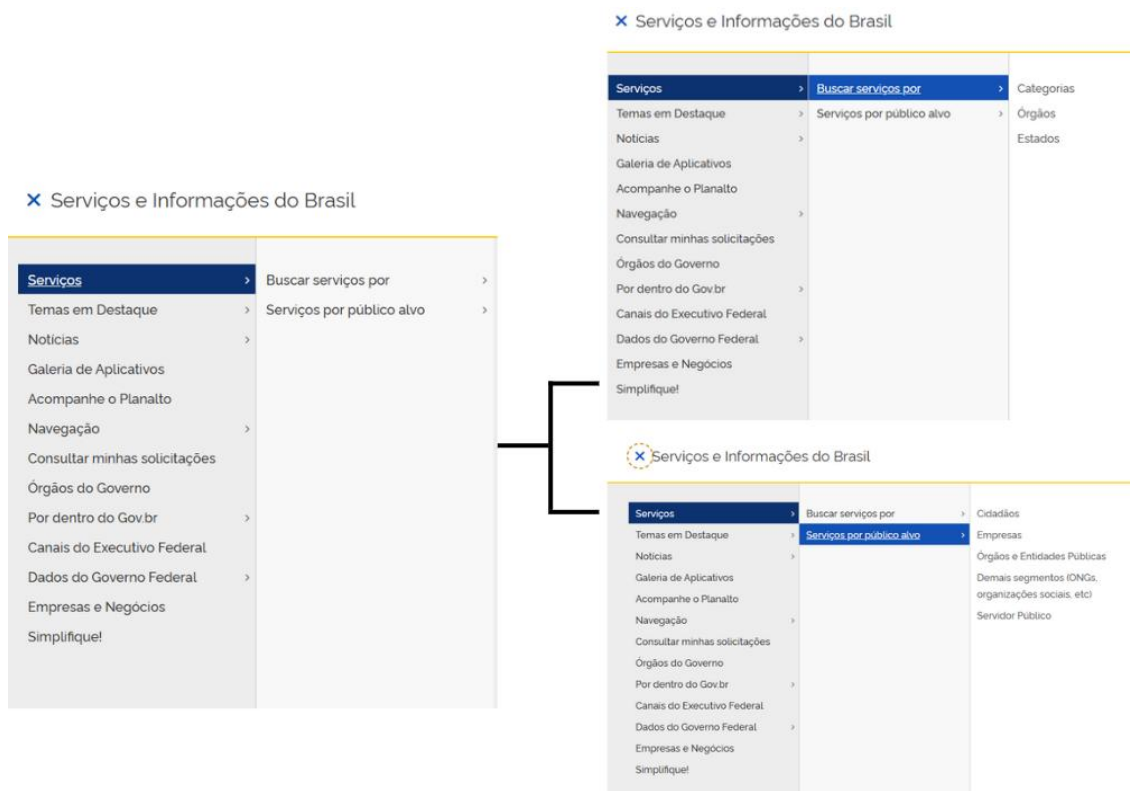 × Serviços e Informações do Brasil
Serviços >
Temas em Destaque >
Notícias >
Galeria de Aplicativos
Acompanhe o Planalto
Navegação >
Consultar minhas solicitações
Órgãos do Governo
Por dentro do Gov.br >
Canais do Executivo Federal
Dados do Governo Federal >
Empresas e Negócios
Simplifique!
Buscar serviços por >
Serviços por público alvo >
× Serviços e Informações do Brasil
Serviços >
Temas em Destaque >
Notícias >
Galeria de Aplicativos
Acompanhe o Planalto
Navegação >
Consultar minhas solicitações
Órgãos do Governo
Por dentro do Gov.br >
Canais do Executivo Federal
Dados do Governo Federal >
Empresas e Negócios
Simplifique!
Buscar serviços por >
Serviços por público alvo >
Categorias
Órgãos
Estados
× Serviços e Informações do Brasil
Serviços >
Temas em Destaque >
Notícias >
Galeria de Aplicativos
Acompanhe o Planalto
Navegação >
Consultar minhas solicitações
Órgãos do Governo
Por dentro do Gov.br >
Canais do Executivo Federal
Dados do Governo Federal >
Empresas e Negócios
Simplifique!
Buscar serviços por >
Serviços por público alvo >
Cidadãos
Empresas
Órgãos e Entidades Públicas
Demais segmentos (ONGs,
organizações sociais, etc)
Servidor Público